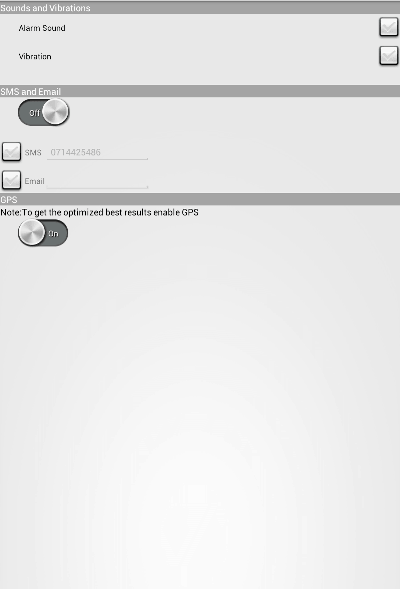 Sounds and Vibrations
Alarm Sound
Vibration
SMS and Email
Off
SMS 0714425486
Email
GPS
Note:To get the optimized best results enable GPS
On